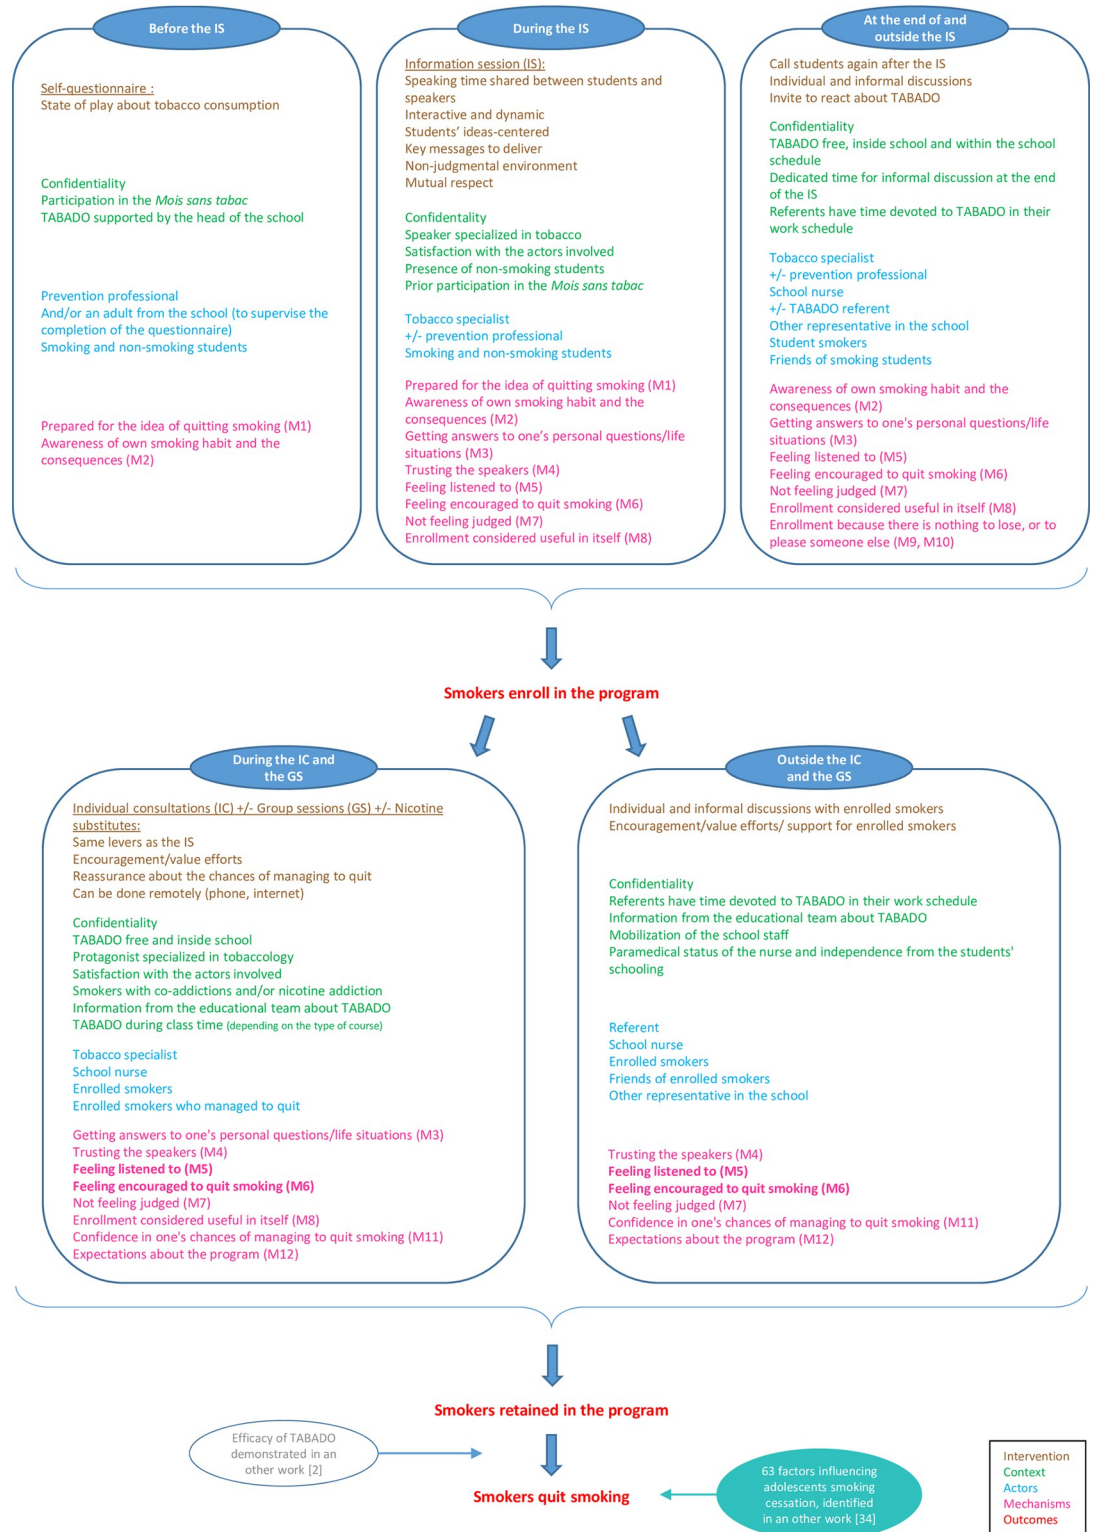 Before the IS
Self-questionnaire :
State of play about tobacco consumption
Confidentiality
Participation in the Mois sans tabac
TABADO supported by the head of the school
Prevention professional
And/or an adult from the school (to supervise the
completion of the questionnaire)
Smoking and non-smoking students
Prepared for the idea of quitting smoking (M1)
Awareness of own smoking habit and the
consequences (M2)
During the IS
Information session (IS):
Speaking time shared between students and
speakers
Interactive and dynamic
Students' ideas-centered
Key messages to deliver
Non-judgmental environment
Mutual respect
Confidentality
Speaker specialized in tobacco
Satisfaction with the actors involved
Presence of non-smoking students
Prior participation in the Mois sans tabac
Tobacco specialist
+/- prevention professional
Smoking and non-smoking students
Prepared for the idea of quitting smoking (M1)
Awareness of own smoking habit and the
consequences (M2)
Getting answers to one's personal questions/life
situations (M3)
Trusting the speakers (M4)
Feeling listened to (M5)
Feeling encouraged to quit smoking (M6)
Not feeling judged (M7)
Enrollment considered useful in itself (M8)
At the end of and
outside the IS
Call students again after the IS
Individual and informal discussions
Invite to react about TABADO
Confidentiality
TABADO free, inside school and within the school
schedule
Dedicated time for informal discussion at the end
of the IS
Referents have time devoted to TABADO in their
work schedule
Tobacco specialist
+/- prevention professional
School nurse
+/- TABADO referent
Other representative in the school
Student smokers
Friends of smoking students
Awareness of own smoking habit and the
consequences (M2)
Getting answers to one's personal questions/life
situations (M3)
Feeling listened to (M5)
Feeling encouraged to quit smoking (M6)
Not feeling judged (M7)
Enrollment considered useful in itself (M8)
Enrollment because there is nothing to lose, or to
please someone else (M9, M10)
Smokers enroll in the program
During the IC and
the GS
Individual consultations (IC) +/- Group sessions (GS) +/- Nicotine
substitutes:
Same levers as the IS
Encouragement/value efforts
Reassurance about the chances of managing to quit
Can be done remotely (phone, internet)
Confidentiality
TABADO free and inside school
Protagonist specialized in tobaccology
Satisfaction with the actors involved
Smokers with co-addictions and/or nicotine addiction
Information from the educational team about TABADO
TABADO during class time (depending on the type of course)
Tobacco specialist
School nurse
Enrolled smokers
Enrolled smokers who managed to quit
Getting answers to one's personal questions/life situations (M3)
Trusting the speakers (M4)
Feeling listened to (M5)
Feeling encouraged to quit smoking (M6)
Not feeling judged (M7)
Enrollment considered useful in itself (M8)
Confidence in one's chances of managing to quit smoking (M11)
Expectations about the program (M12)
Outside the IC
and the GS
Individual and informal discussions with enrolled smokers
Encouragement/value efforts/ support for enrolled smokers
Confidentiality
Referents have time devoted to TABADO in their work schedule
Information from the educational team about TABADO
Mobilization of the school staff
Paramedical status of the nurse and independence from the students'
schooling
Referent
School nurse
Enrolled smokers
Friends of enrolled smokers
Other representative in the school
Trusting the speakers (M4)
Feeling listened to (M5)
Feeling encouraged to quit smoking (M6)
Not feeling judged (M7)
Confidence in one's chances of managing to quit smoking (M11)
Expectations about the program (M12)
Smokers retained in the program
Efficacy of TABADO
demonstrated in an
other work [2]
Smokers quit smoking
63 factors influencing
adolescents smoking
cessation, identified
in an other work [34]
Intervention
Context
Actors
Mechanisms
Outcomes